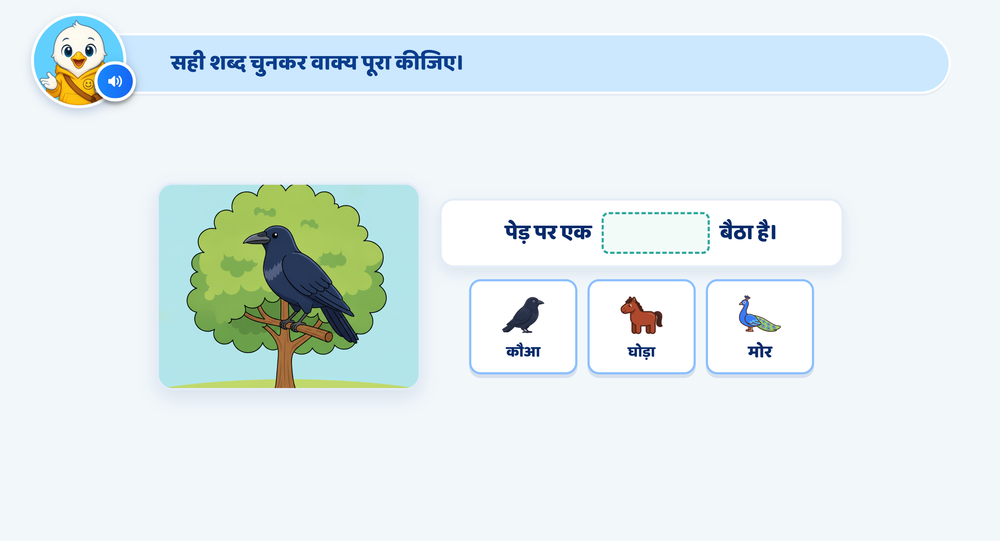 सही शब्द चुनकर वाक्य पूरा कीजिए।
पेड़ पर एक बैठा है।
कौआ
घोड़ा
मोर